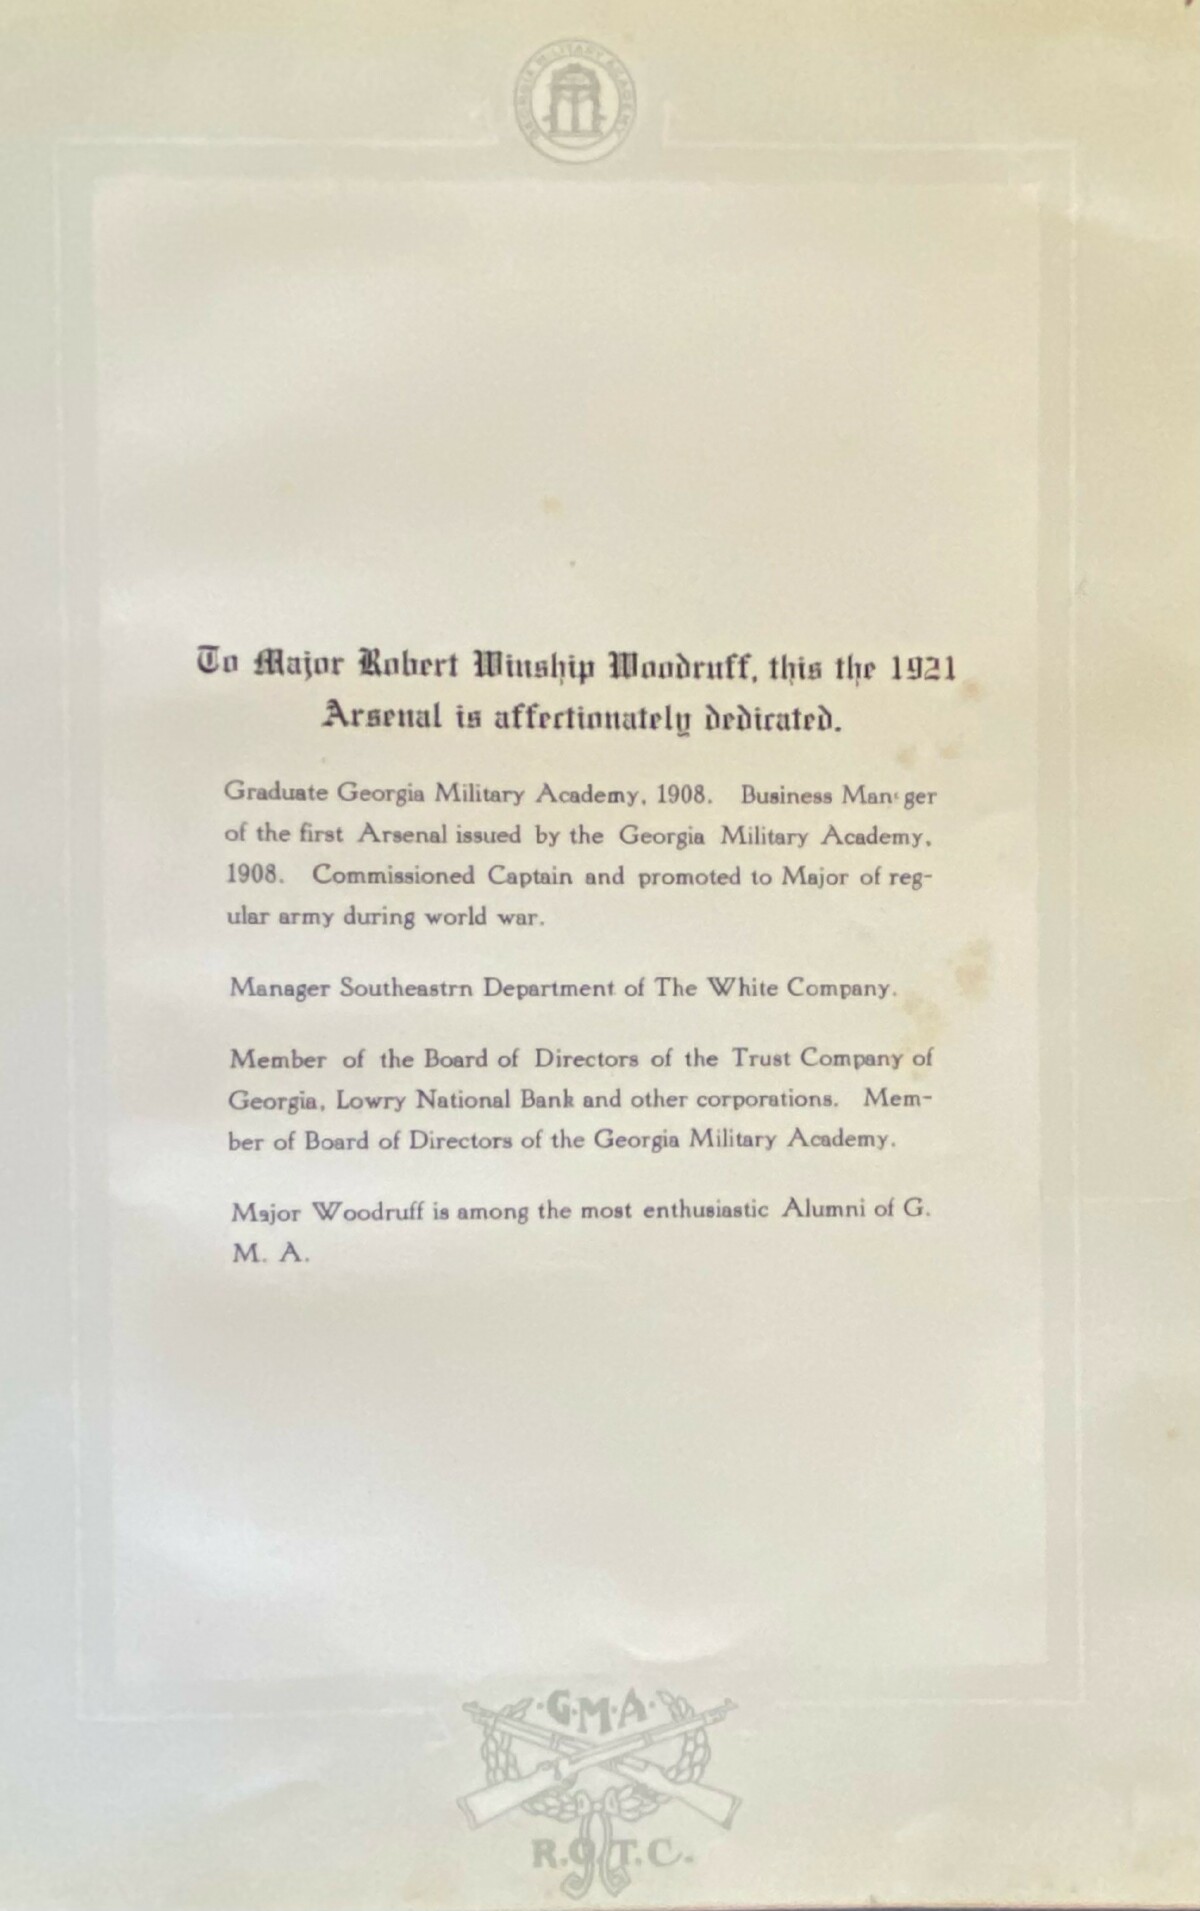 GEORGIA MILITARY ACADEMY
To Major Robert Winship Woodruff, this the 1921
Arsenal is affectionately dedicated.
Graduate Georgia Military Academy, 1908. Business Manager
of the first Arsenal issued by the Georgia Military Academy,
1908. Commissioned Captain and promoted to Major of reg-
ular army during world war.
Manager Southeastrn Department of The White Company.
Member of the Board of Directors of the Trust Company of
Georgia, Lowry National Bank and other corporations. Mem-
ber of Board of Directors of the Georgia Military Academy.
Major Woodruff is among the most enthusiastic Alumni of G.
M. A.
·G·M·A·
R.O.T.C.